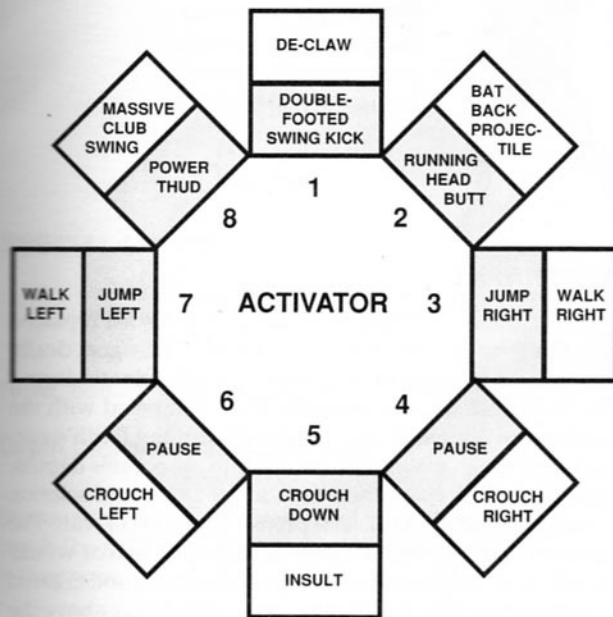 DE-CLAW
DOUBLE-
FOOTED
SWING KICK
MASSIVE
CLUB
SWING
POWER
THUD
BAT
BACK
PROJEC-
TILE
RUNNING
HEAD
BUTT
1
8
2
WALK
LEFT
JUMP
LEFT
7
ACTIVATOR
3
JUMP
RIGHT
WALK
RIGHT
6
4
5
PAUSE
CROUCH
LEFT
CROUCH
DOWN
INSULT
PAUSE
CROUCH
RIGHT